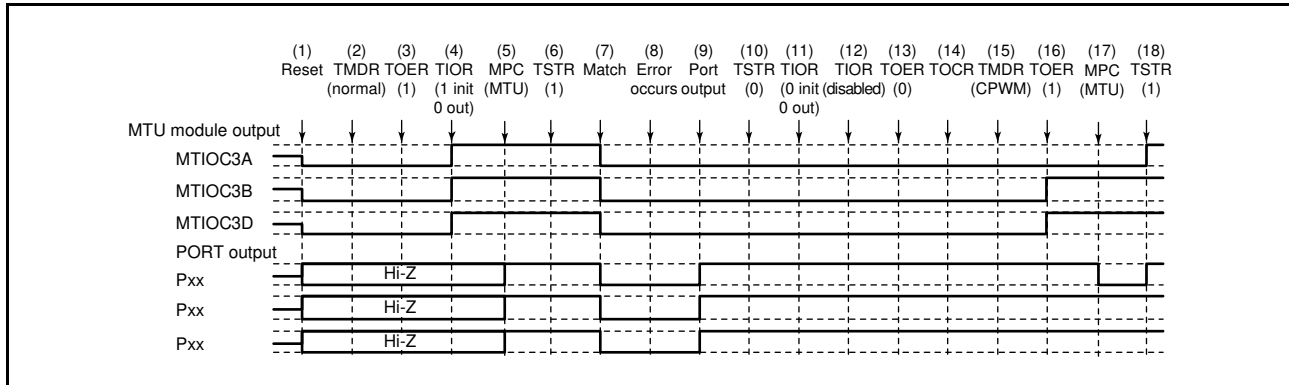 (1) (2) (3) (4) (5) (6) (7) (8) (9) (10) (11) (12) (13) (14) (15) (16) (17) (18)
Reset TMDR TOER TIOR MPC TSTR Match Error Port TSTR TIOR TIOR TOER TOCR TMDR TOER MPC TSTR
(normal) (1) (1 init (MTU) (1) occurs output (0) (0 init (disabled) (0) (CPWM) (1) (MTU) (1)
0 out) 0 out)
MTU module output
MTIOC3A
MTIOC3B
MTIOC3D
PORT output
Pxx Hi-Z
Pxx Hi-Z
Pxx Hi-Z